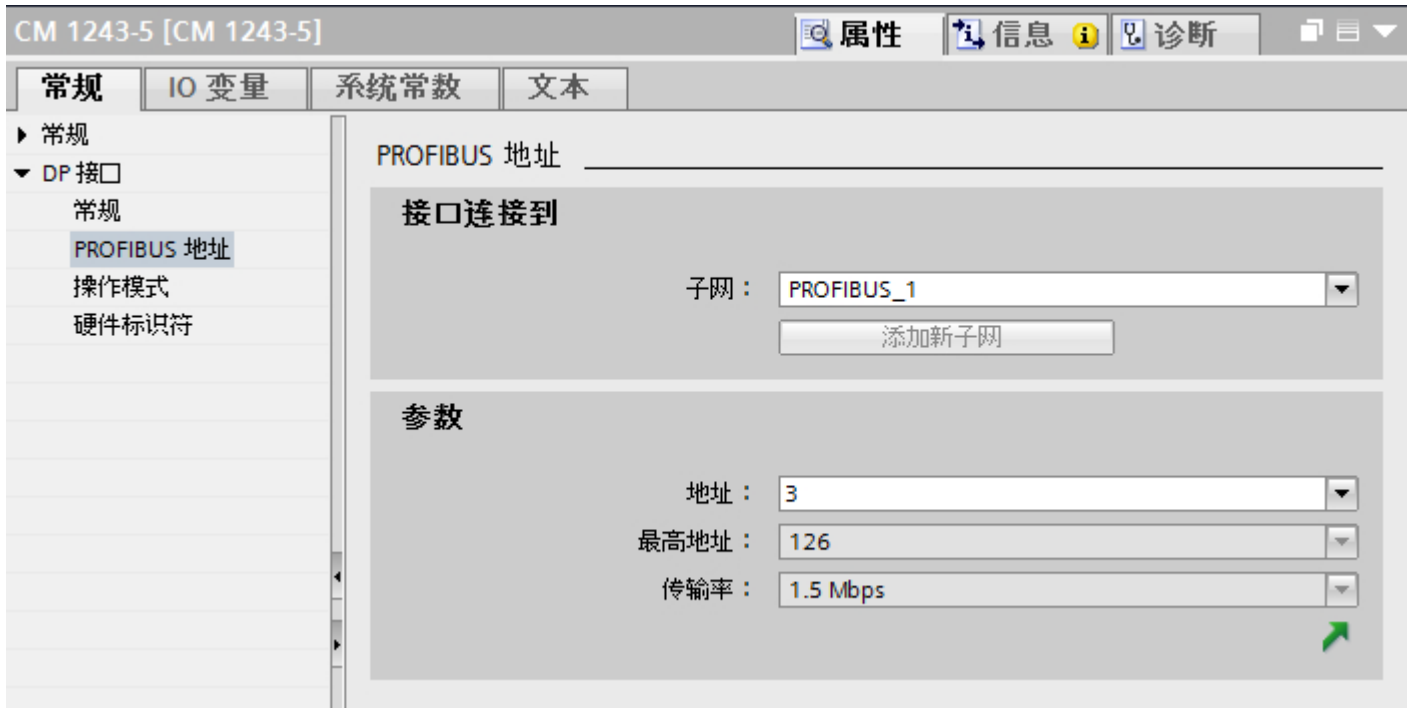 CM 1243-5 [CM 1243-5]
属性 信息 诊断
常规 IO 变量 系统常数 文本
常规
DP 接口
常规
PROFIBUS 地址
操作模式
硬件标识符
PROFIBUS 地址
接口连接到
子网： PROFIBUS_1
添加新子网
参数
地址： 3
最高地址： 126
传输率： 1.5 Mbps